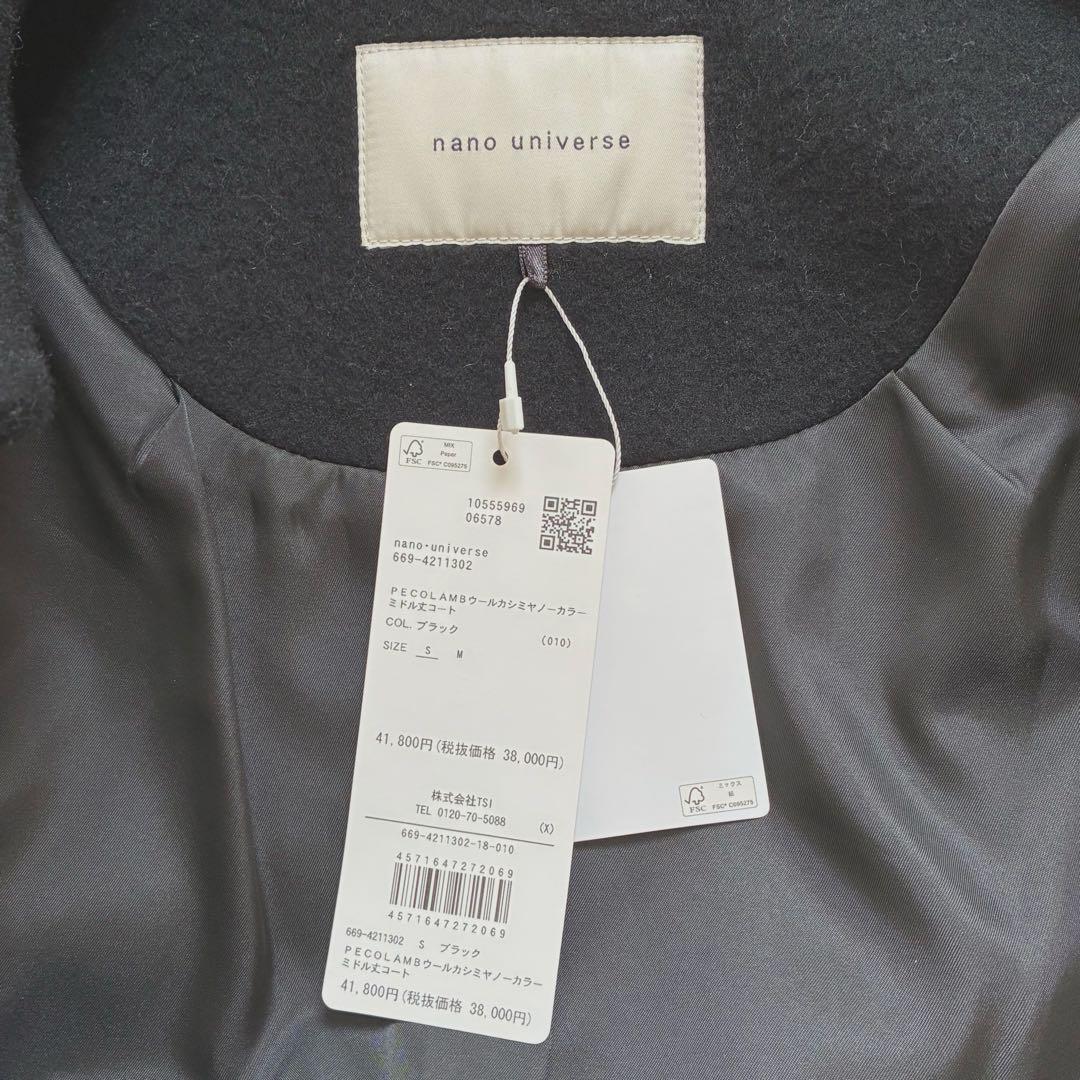 nano universe
MIX
Paper
FSC
FSC® C095275
10555969
06578
nano・universe
669-4211302
PECOLAMBウールカシミヤノーカラー
ミドル丈コート
COL. ブラック (010)
SIZE S M
41,800円(税抜価格 38,000円)
株式会社TSI
TEL 0120-70-5088 (X)
669-4211302-18-010
4571647272069
4571647272069
669-4211302 S ブラック
PECOLAMBウールカシミヤノーカラー
ミドル丈コート
41,800円(税抜価格 38,000円)
ミックス
紙
FSC
FSC® C095275